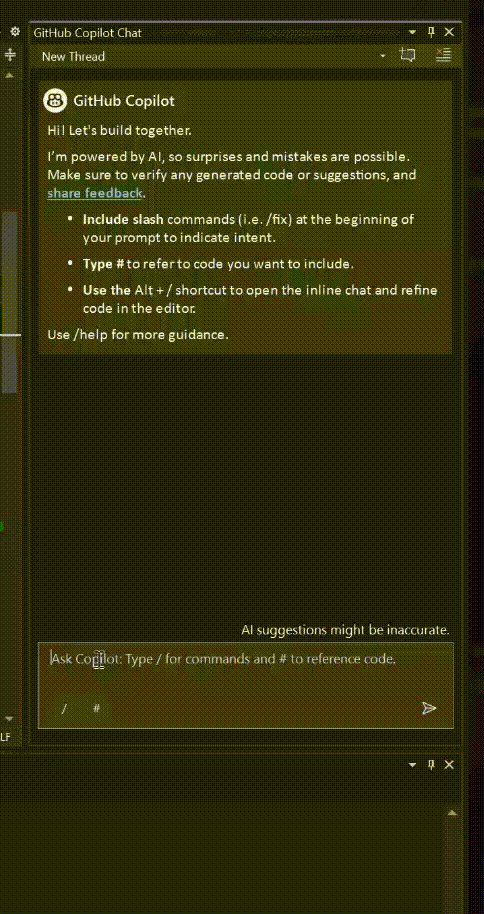 GitHub Copilot Chat
New Thread
GitHub Copilot
Hi! Let's build together.
I'm powered by AI, so surprises and mistakes are possible.
Make sure to verify any generated code or suggestions, and
share feedback.
• Include slash commands (i.e. /fix) at the beginning of
your prompt to indicate intent.
• Type # to refer to code you want to include.
• Use the Alt + / shortcut to open the inline chat and refine
code in the editor.
Use /help for more guidance.
AI suggestions might be inaccurate.
Ask Copilot: Type / for commands and # to reference code.
/ #
LF